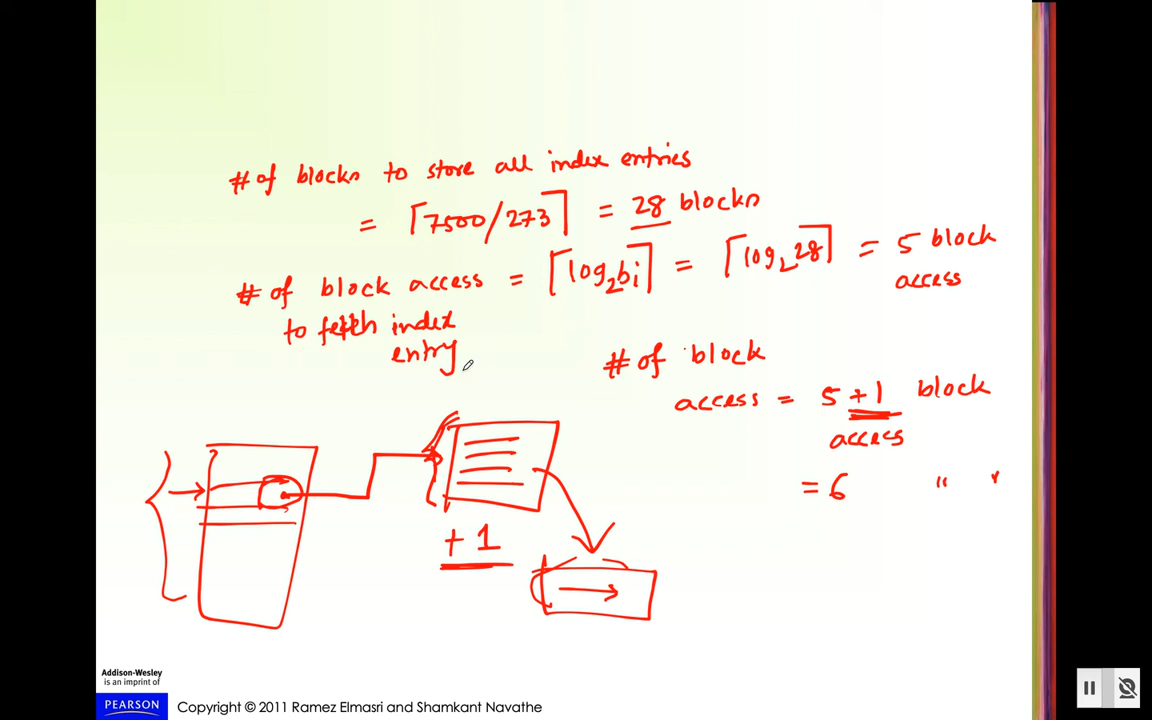 # of blocks to store all index entries
= ⌈7500/273⌉ = 28 blocks
# of block access = ⌈log₂bi⌉ = ⌈log₂28⌉ = 5 block
access
to fetch index
entry
# of block
access = 5 + 1 block
access
= 6 " "
+ 1
Addison-Wesley
is an imprint of
PEARSON
Copyright © 2011 Ramez Elmasri and Shamkant Navathe